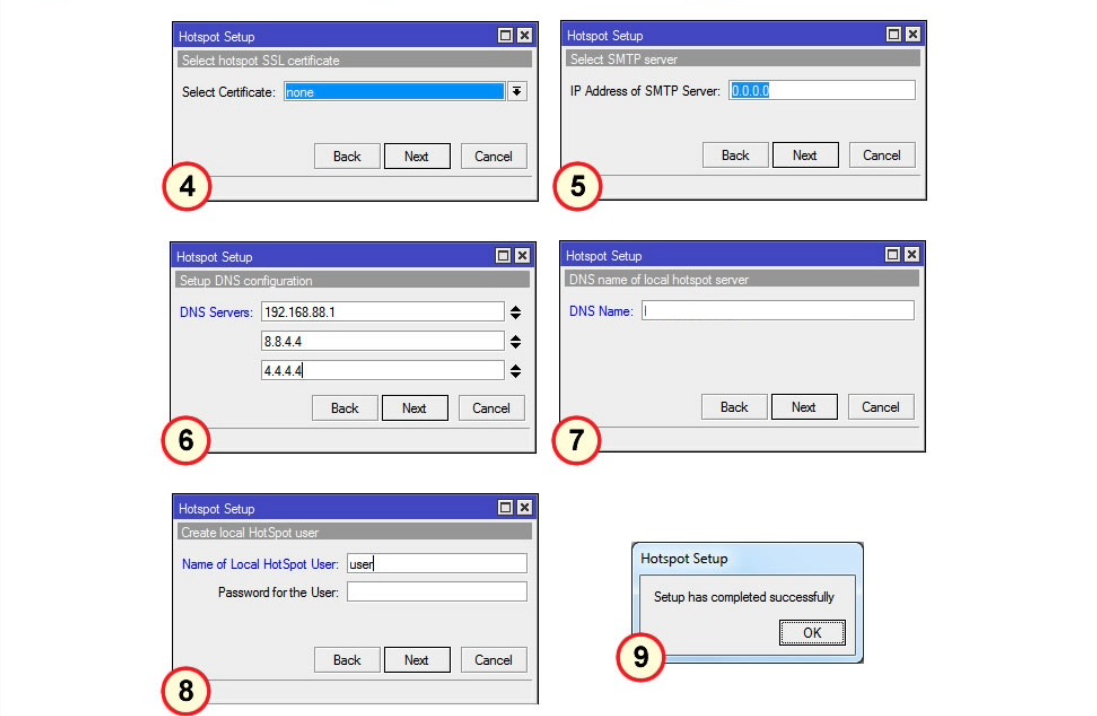 Hotspot Setup
Select hotspot SSL certificate
Select Certificate: none
Back Next Cancel
4
Hotspot Setup
Select SMTP server
IP Address of SMTP Server: 0.0.0.0
Back Next Cancel
5
Hotspot Setup
Setup DNS configuration
DNS Servers: 192.168.88.1
8.8.4.4
4.4.4.4
Back Next Cancel
6
Hotspot Setup
DNS name of local hotspot server
DNS Name:
Back Next Cancel
7
Hotspot Setup
Create local HotSpot user
Name of Local HotSpot User: user
Password for the User:
Back Next Cancel
8
Hotspot Setup
Setup has completed successfully
OK
9